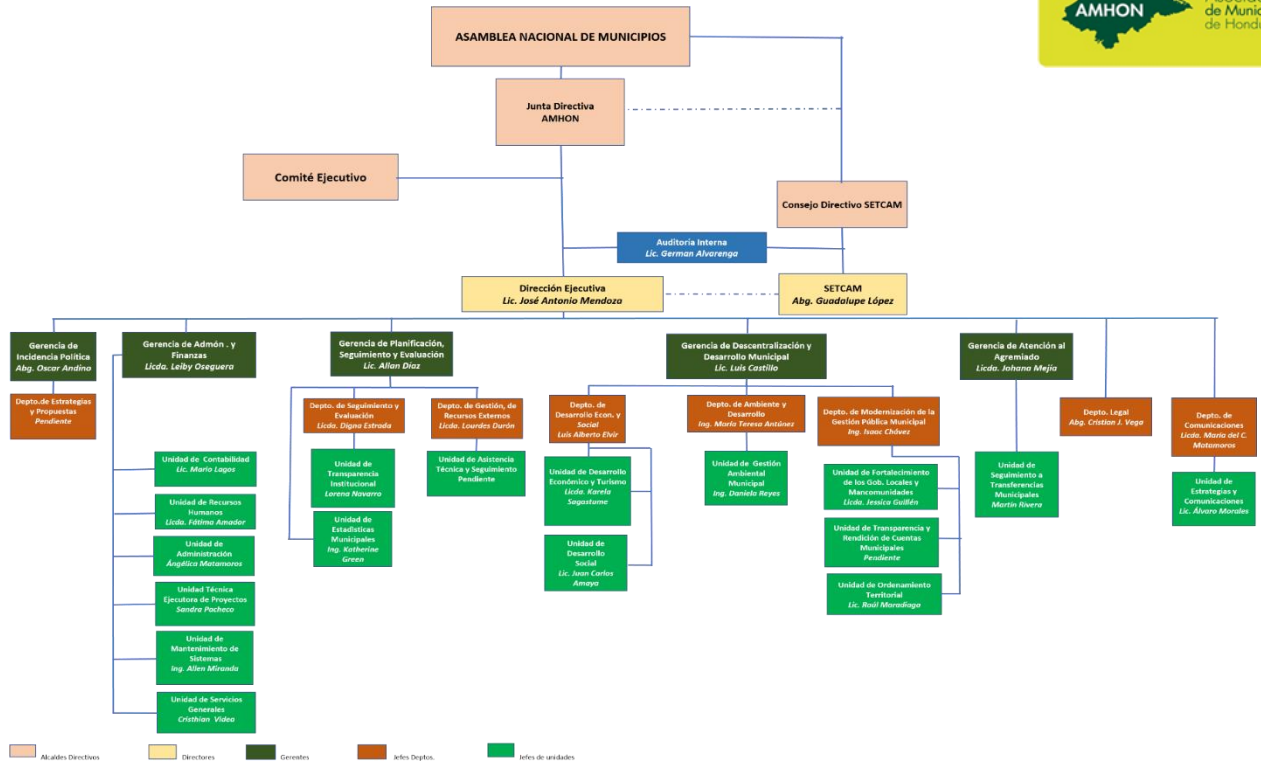 AMHON
de Munic
de Hondu
ASAMBLEA NACIONAL DE MUNICIPIOS
Junta Directiva
AMHON
Comité Ejecutivo
Consejo Directivo SETCAM
Auditoría Interna
Lic. German Alvarenga
Dirección Ejecutiva
Lic. José Antonio Mendoza
SETCAM
Abg. Guadalupe López
Gerencia de
Incidencia Política
Abg. Oscar Andino
Gerencia de Admón . y
Finanzas
Licda. Leiby Oseguera
Gerencia de Planificación,
Seguimiento y Evaluación
Lic. Allan Díaz
Gerencia de Descentralización y
Desarrollo Municipal
Lic. Luis Castillo
Gerencia de Atención al
Agremiado
Licda. Johana Mejía
Depto.de Estrategias
y Propuestas
Pendiente
Depto. de Seguimiento y
Evaluación
Licda. Digna Estrada
Depto. de Gestión, de
Recursos Externos
Licda. Lourdes Durón
Depto. de
Desarrollo Econ. y
Social
Luis Alberto Elvir
Depto. de Ambiente y
Desarrollo
Ing. María Teresa Antúnez
Depto. de Modernización de la
Gestión Pública Municipal
Ing. Isaac Chávez
Depto. Legal
Abg. Cristian J. Vega
Depto. de
Comunicaciones
Licda. María del C.
Matamoros
Unidad de Contabilidad
Lic. Mario Lagos
Unidad de Recursos
Humanos
Licda. Fátima Amador
Unidad de
Administración
Ángélica Matamoros
Unidad Técnica
Ejecutora de Proyectos
Sandra Pacheco
Unidad de
Mantenimiento de
Sistemas
Ing. Allen Miranda
Unidad de Servicios
Generales
Cristhian Videa
Unidad de
Transparencia
Institucional
Lorena Navarro
Unidad de
Estadísticas
Municipales
Ing. Katherine
Green
Unidad de Asistencia
Técnica y Seguimiento
Pendiente
Unidad de Desarrollo
Económico y Turismo
Licda. Karela
Sagastume
Unidad de
Desarrollo
Social
Lic. Juan Carlos
Amaya
Unidad de Gestión
Ambiental
Municipal
Ing. Daniela Reyes
Unidad de Fortalecimiento
de los Gob. Locales y
Mancomunidades
Licda. Jessica Guillén
Unidad de Transparencia y
Rendición de Cuentas
Municipales
Pendiente
Unidad de Ordenamiento
Territorial
Lic. Raúl Maradiaga
Unidad de
Seguimiento a
Transferencias
Municipales
Martin Rivera
Unidad de
Estrategias y
Comunicaciones
Lic. Álvaro Morales
Alcaldes Directivos
Directores
Gerentes
Jefes Deptos.
Jefes de unidades